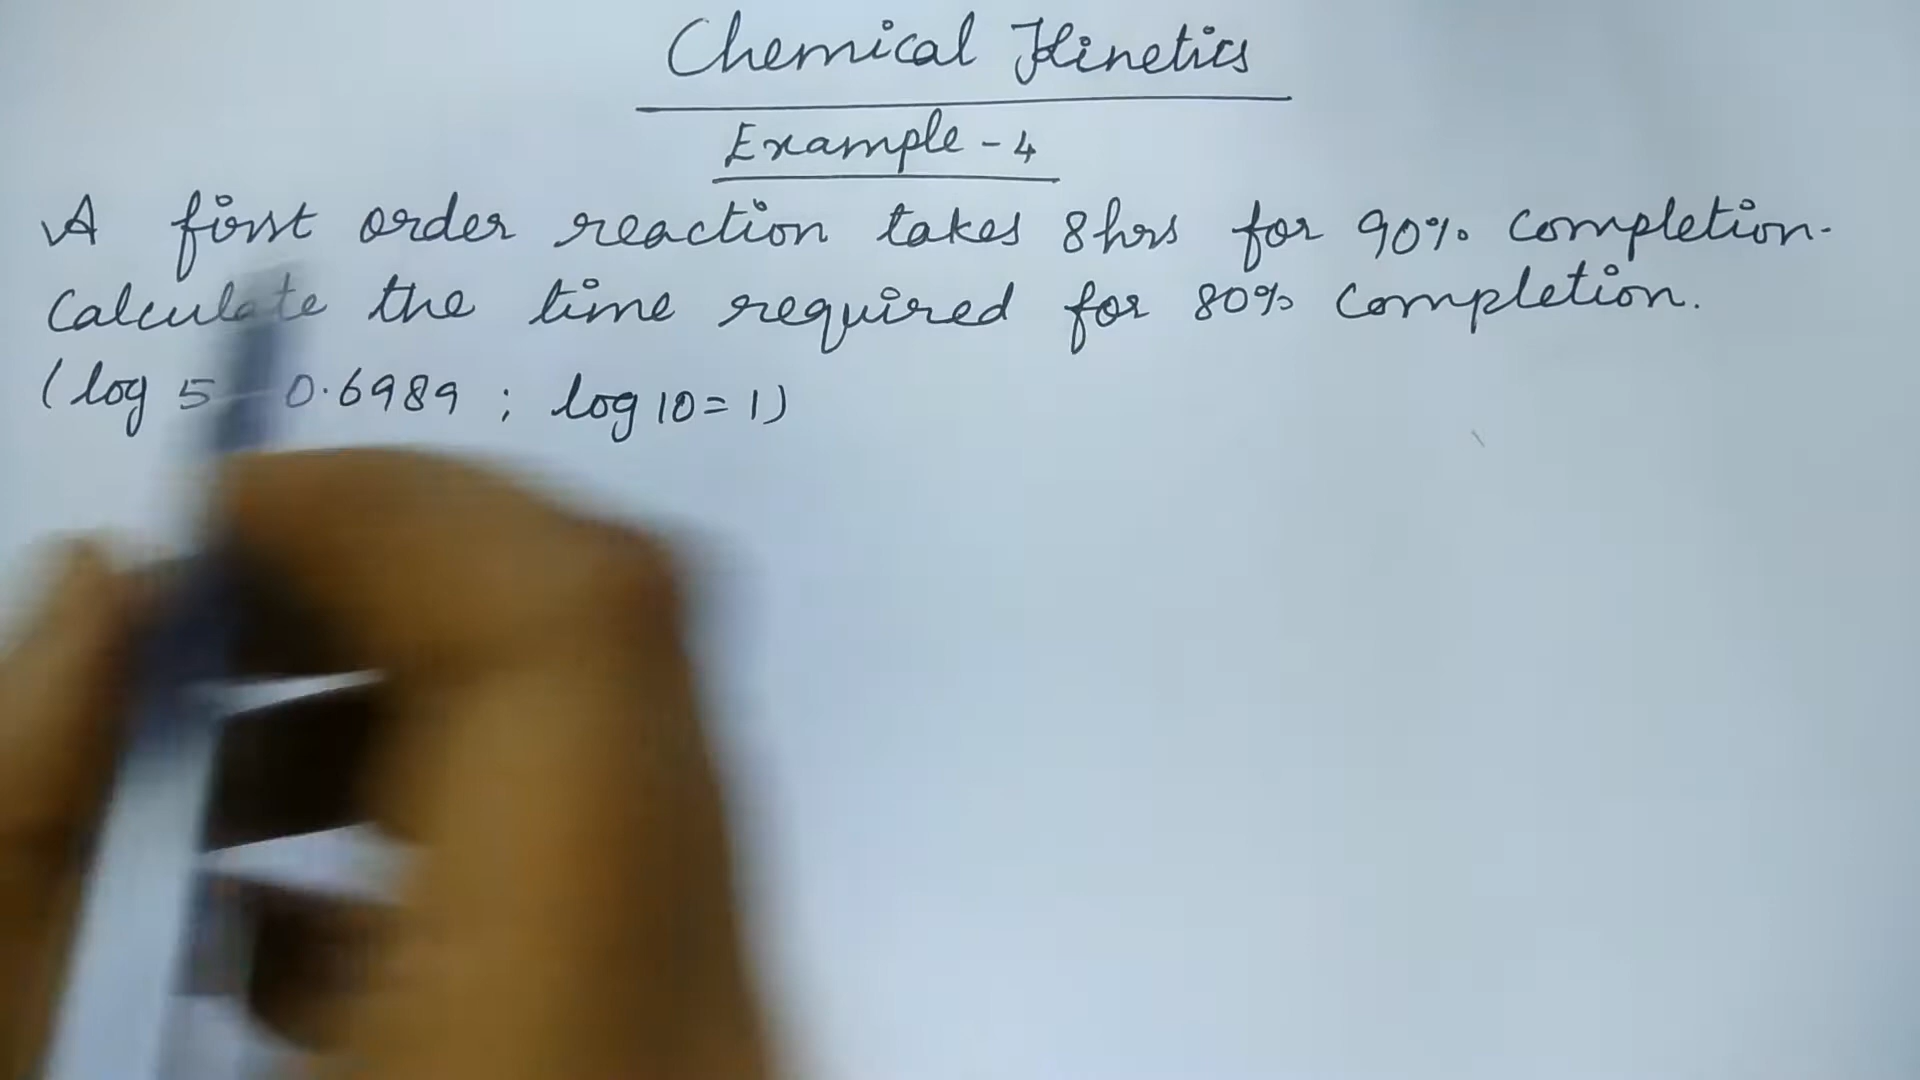 Chemical Kinetics
Example - 4
A first order reaction takes 8hrs for 90% completion.
Calculate the time required for 80% completion.
(log 5 0.6989 ; log 10 = 1)